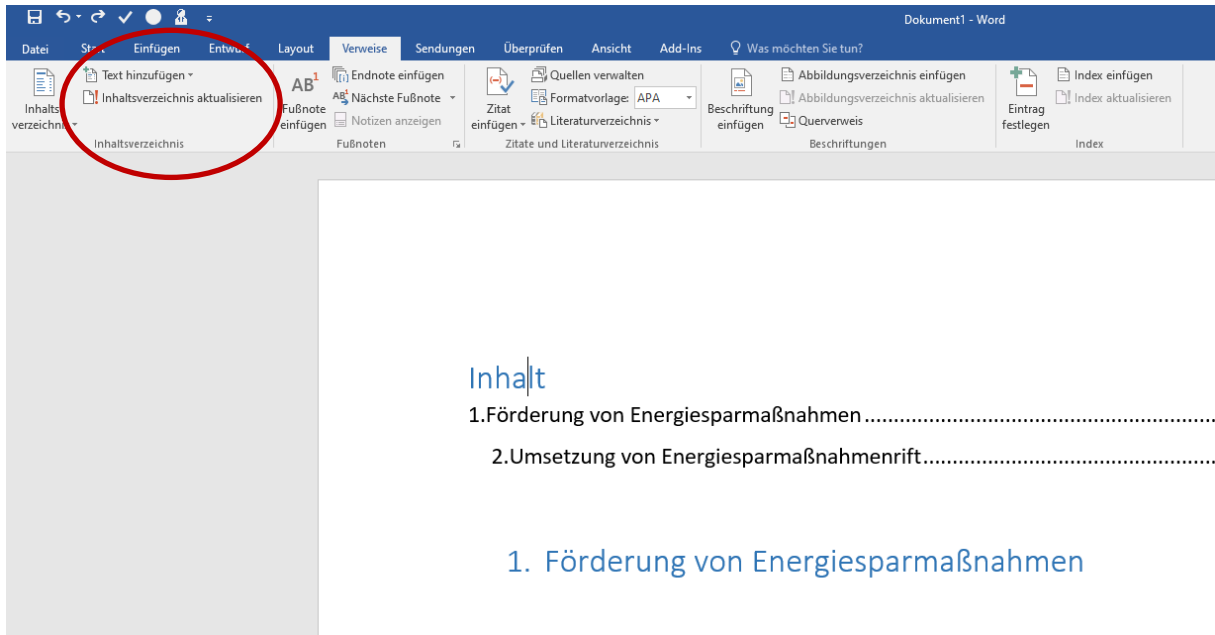 Dokument1 - Word
Datei Start Einfügen Entwurf Layout Verweise Sendungen Überprüfen Ansicht Add-Ins Was möchten Sie tun?
Inhalts
verzeichnis
Text hinzufügen
Inhaltsverzeichnis aktualisieren
Inhaltsverzeichnis
AB1
Fußnote
einfügen
Endnote einfügen
AB1 Nächste Fußnote
Notizen anzeigen
Fußnoten
Zitat
einfügen
Quellen verwalten
Formatvorlage: APA
Literaturverzeichnis
Zitate und Literaturverzeichnis
Beschriftung
einfügen
Abbildungsverzeichnis einfügen
Abbildungsverzeichnis aktualisieren
Querverweis
Beschriftungen
Eintrag
festlegen
Index einfügen
Index aktualisieren
Index
Inhalt
1.Förderung von Energiesparmaßnahmen....................................................
2.Umsetzung von Energiesparmaßnahmenrift..........................................
1. Förderung von Energiesparmaßnahmen